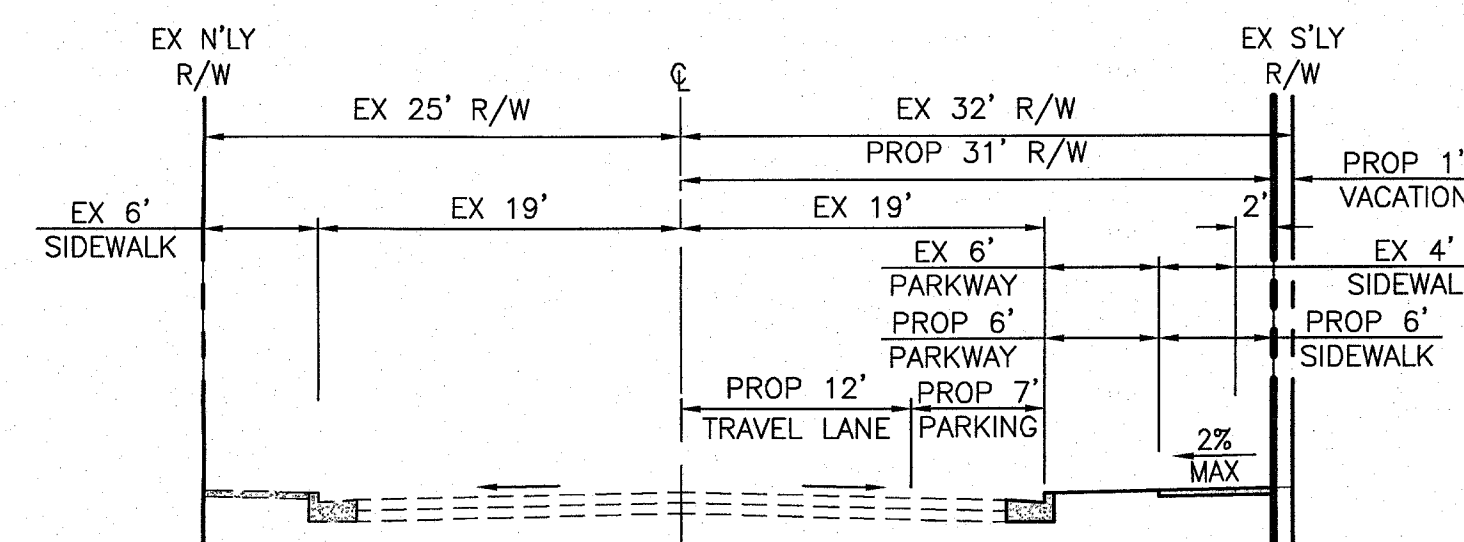 EX N'LY
R/W
℄
EX S'LY
R/W
EX 25' R/W
EX 32' R/W
PROP 31' R/W
PROP 1'
VACATION
EX 6'
SIDEWALK
EX 19'
EX 19'
2'
EX 6'
PARKWAY
EX 4'
SIDEWAL
PROP 6'
PARKWAY
PROP 6'
SIDEWALK
PROP 12'
TRAVEL LANE
PROP 7'
PARKING
2%
MAX